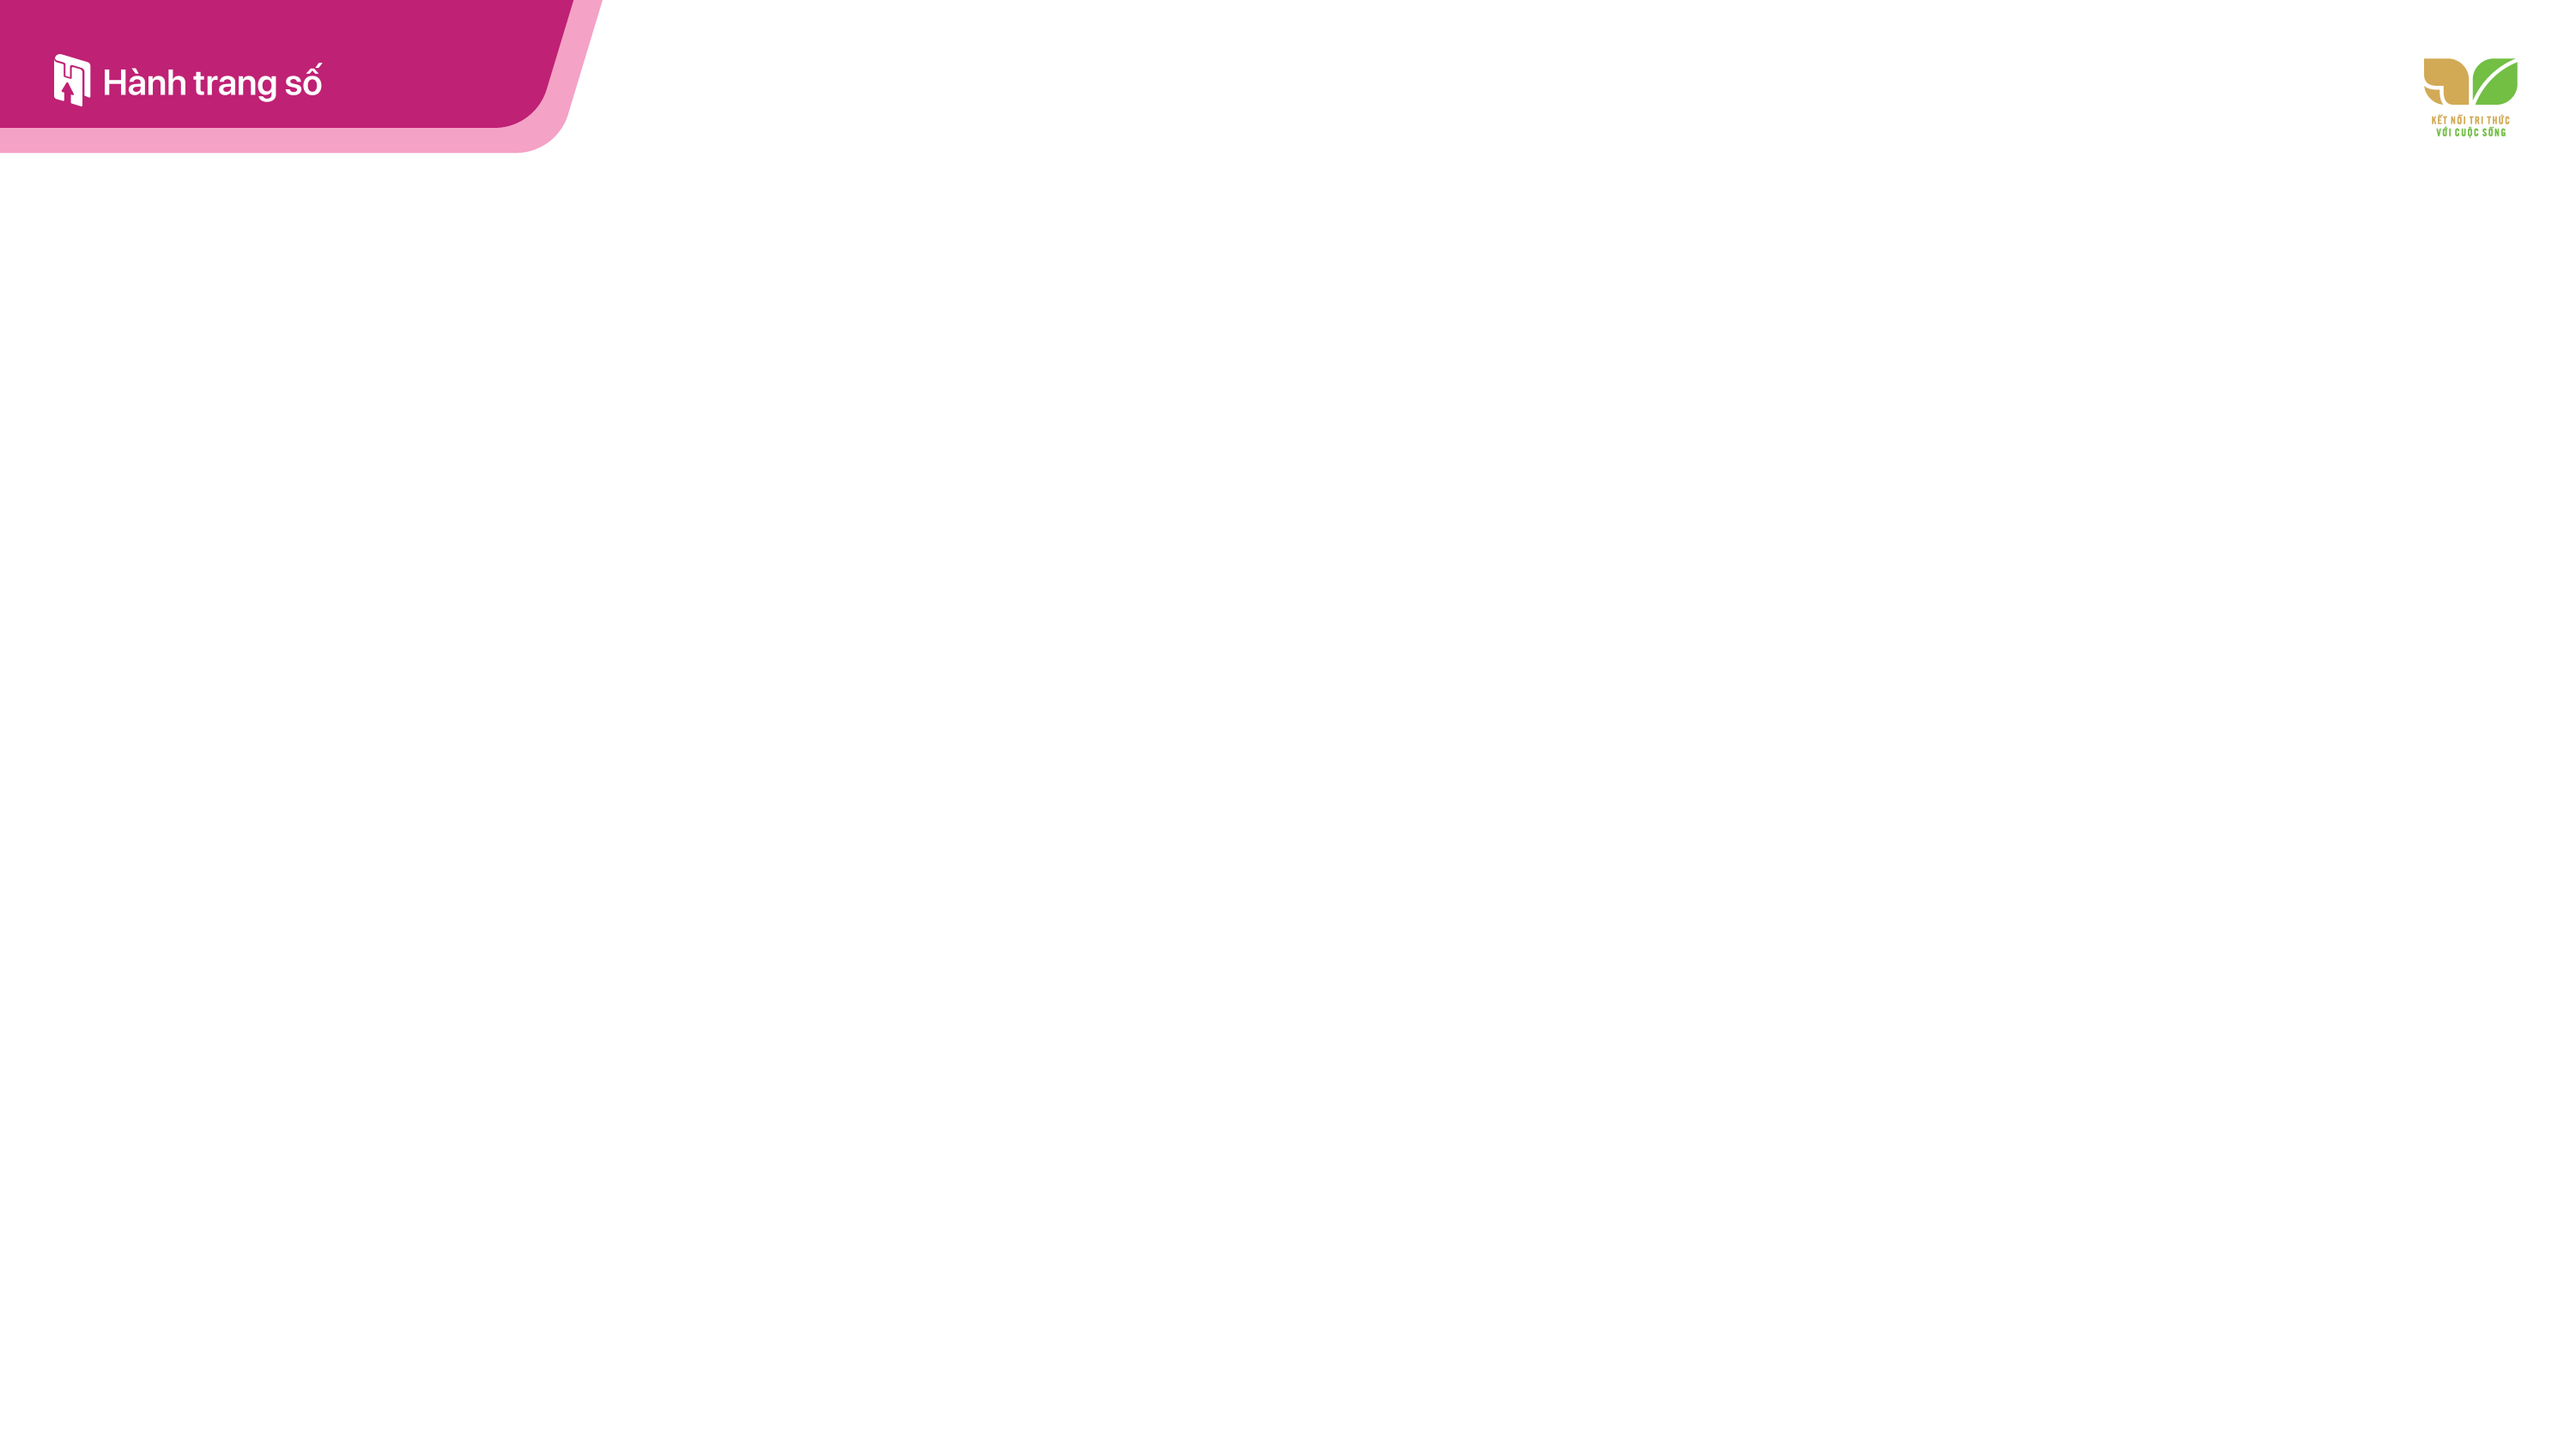 Hành trang số
KẾT NỐI TRI THỨC
VỚI CUỘC SỐNG